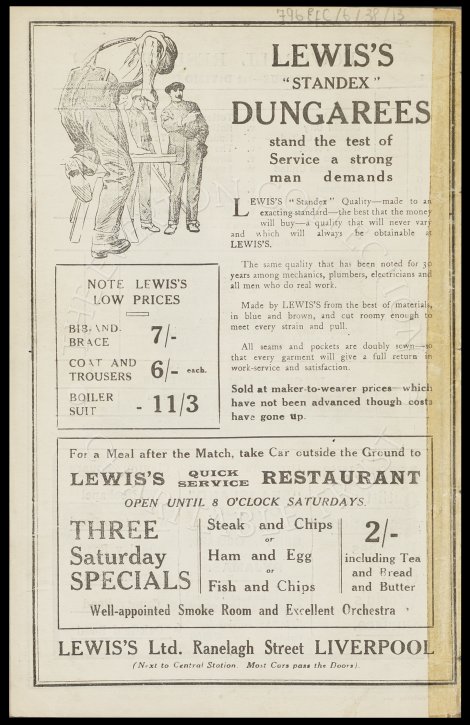 796 EFC/6/38/13
LEWIS'S
"STANDEX"
DUNGAREES
stand the test of
Service a strong
man demands
LEWIS'S "Standex" Quality—made to an
exacting standard—the best that the money
will buy—a quality that will never vary
and which will always be obtainable at
LEWIS'S.
The same quality that has been noted for 30
years among mechanics, plumbers, electricians and
all men who do real work.
Made by LEWIS'S from the best of materials,
in blue and brown, and cut roomy enough to
meet every strain and pull.
All seams and pockets are doubly sewn—so
that every garment will give a full return in
work-service and satisfaction.
Sold at maker-to-wearer prices which
have not been advanced though costs
have gone up.
NOTE LEWIS'S
LOW PRICES
BIB-AND-
BRACE 7/-
COAT AND
TROUSERS 6/- each.
BOILER
SUIT - 11/3
For a Meal after the Match, take Car outside the Ground to
LEWIS'S QUICK SERVICE RESTAURANT
OPEN UNTIL 8 O'CLOCK SATURDAYS.
THREE
Saturday
SPECIALS
Steak and Chips
or
Ham and Egg
or
Fish and Chips
2/-
including Tea
and Bread
and Butter
Well-appointed Smoke Room and Excellent Orchestra
LEWIS'S Ltd. Ranelagh Street LIVERPOOL
(Next to Central Station. Most Cars pass the Doors).